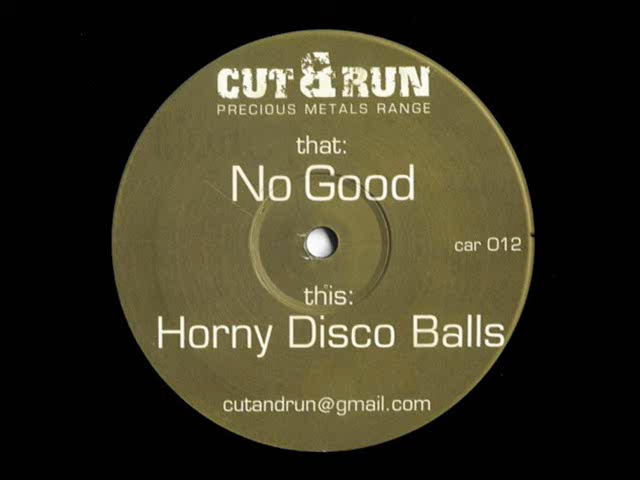 CUT & RUN
PRECIOUS METALS RANGE
that:
No Good
car 012
this:
Horny Disco Balls
cutandrun@gmail.com